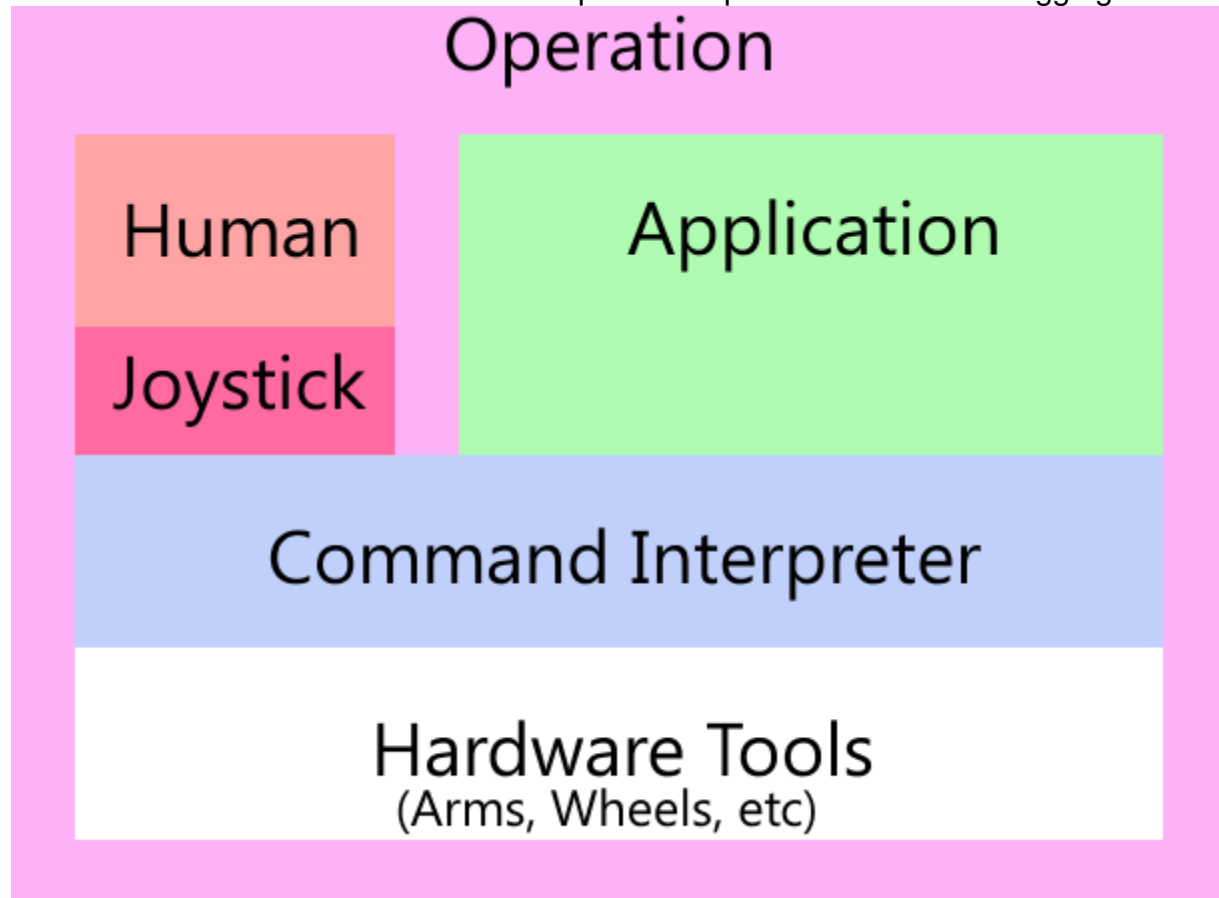 Operation
Human
Application
Joystick
Command Interpreter
Hardware Tools
(Arms, Wheels, etc)